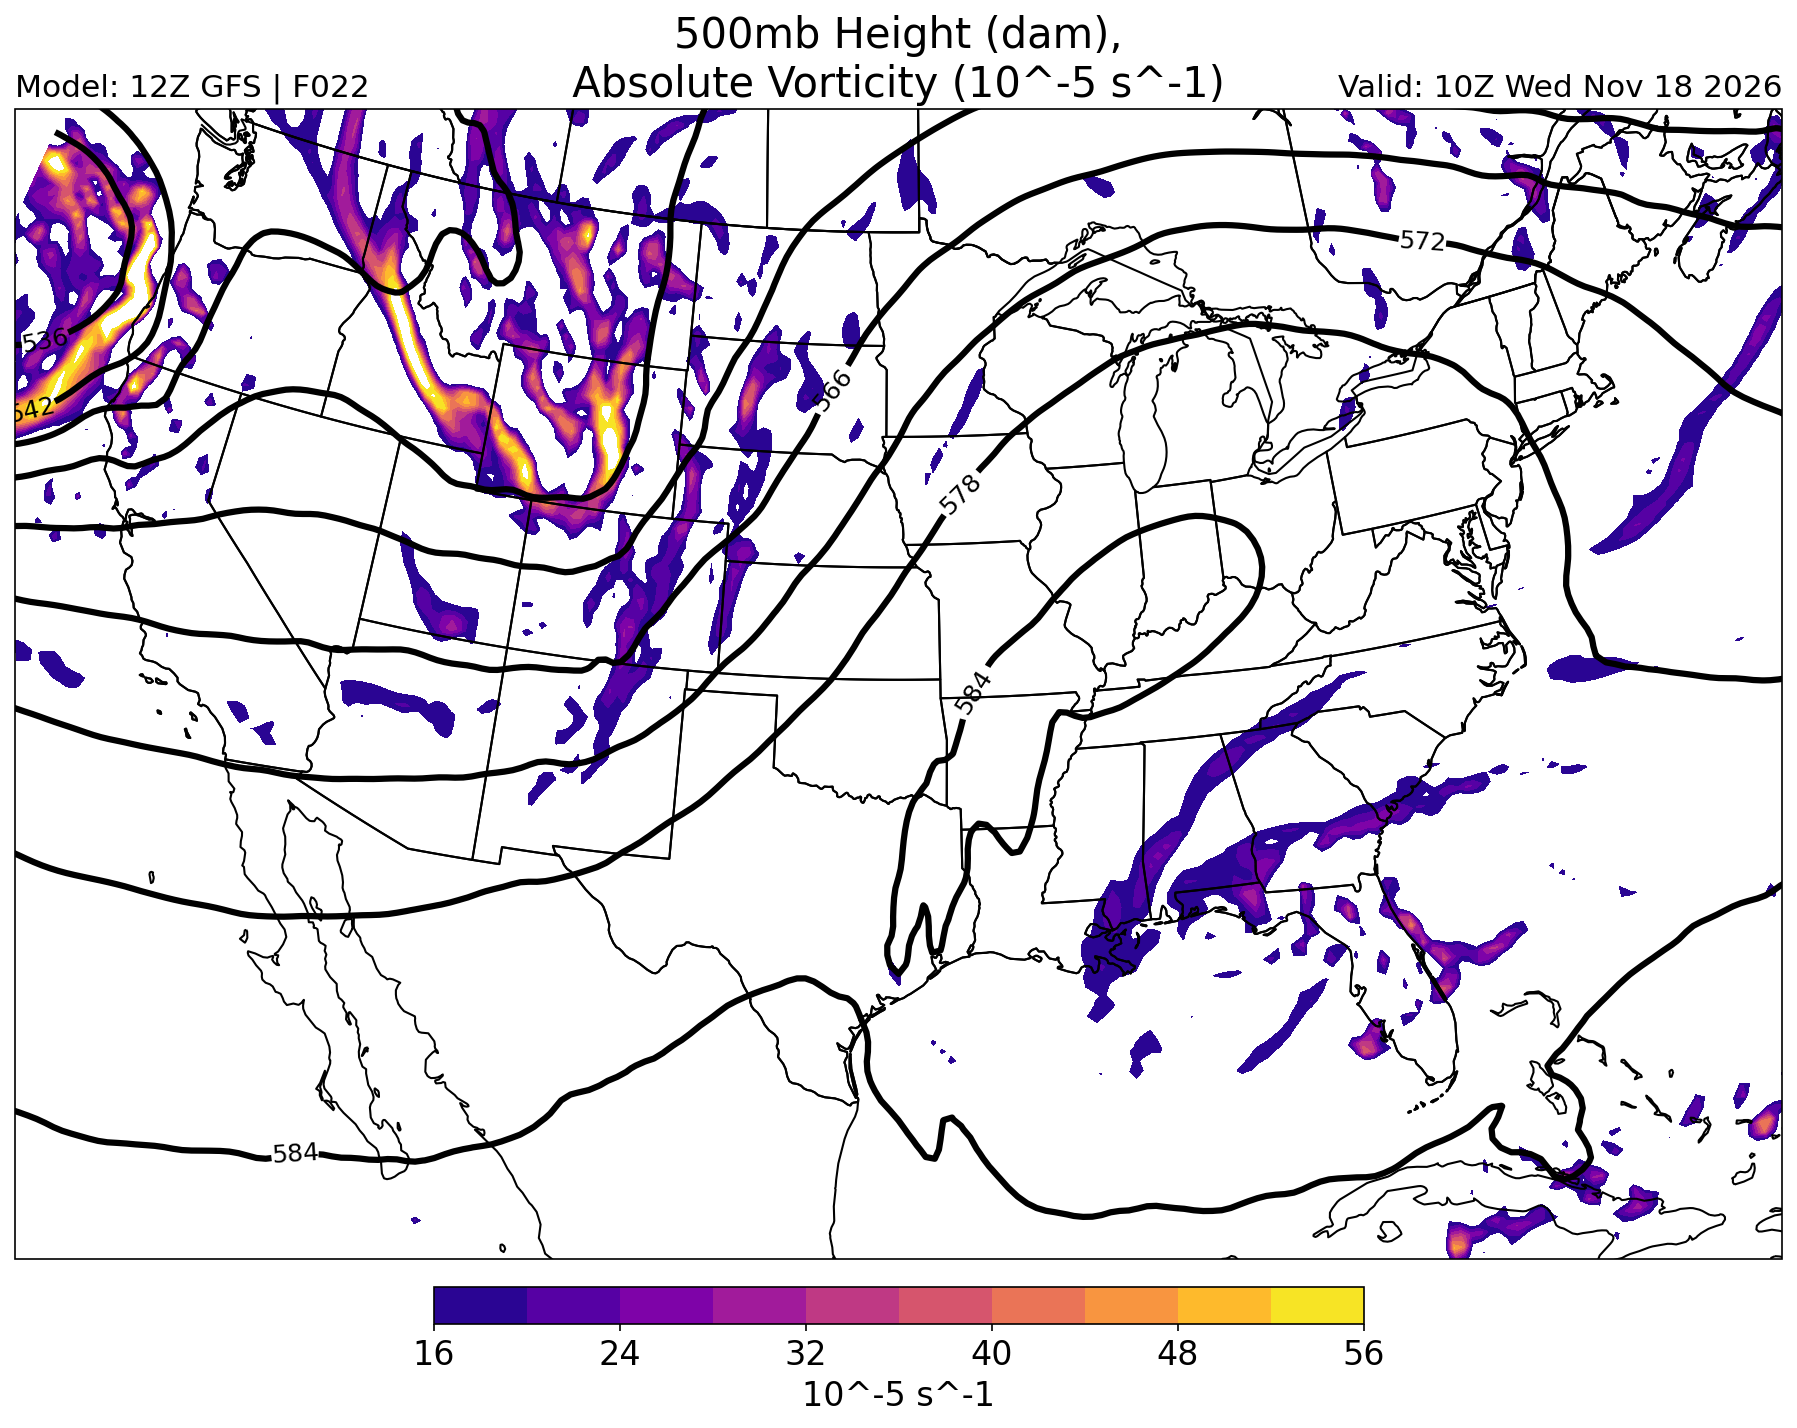 500mb Height (dam),
Model: 12Z GFS | F022
Absolute Vorticity (10^-5 s^-1)
Valid: 10Z Wed Nov 18 2026
572
536
566
542
578
584
584
16 24 32 40 48 56
10^-5 s^-1